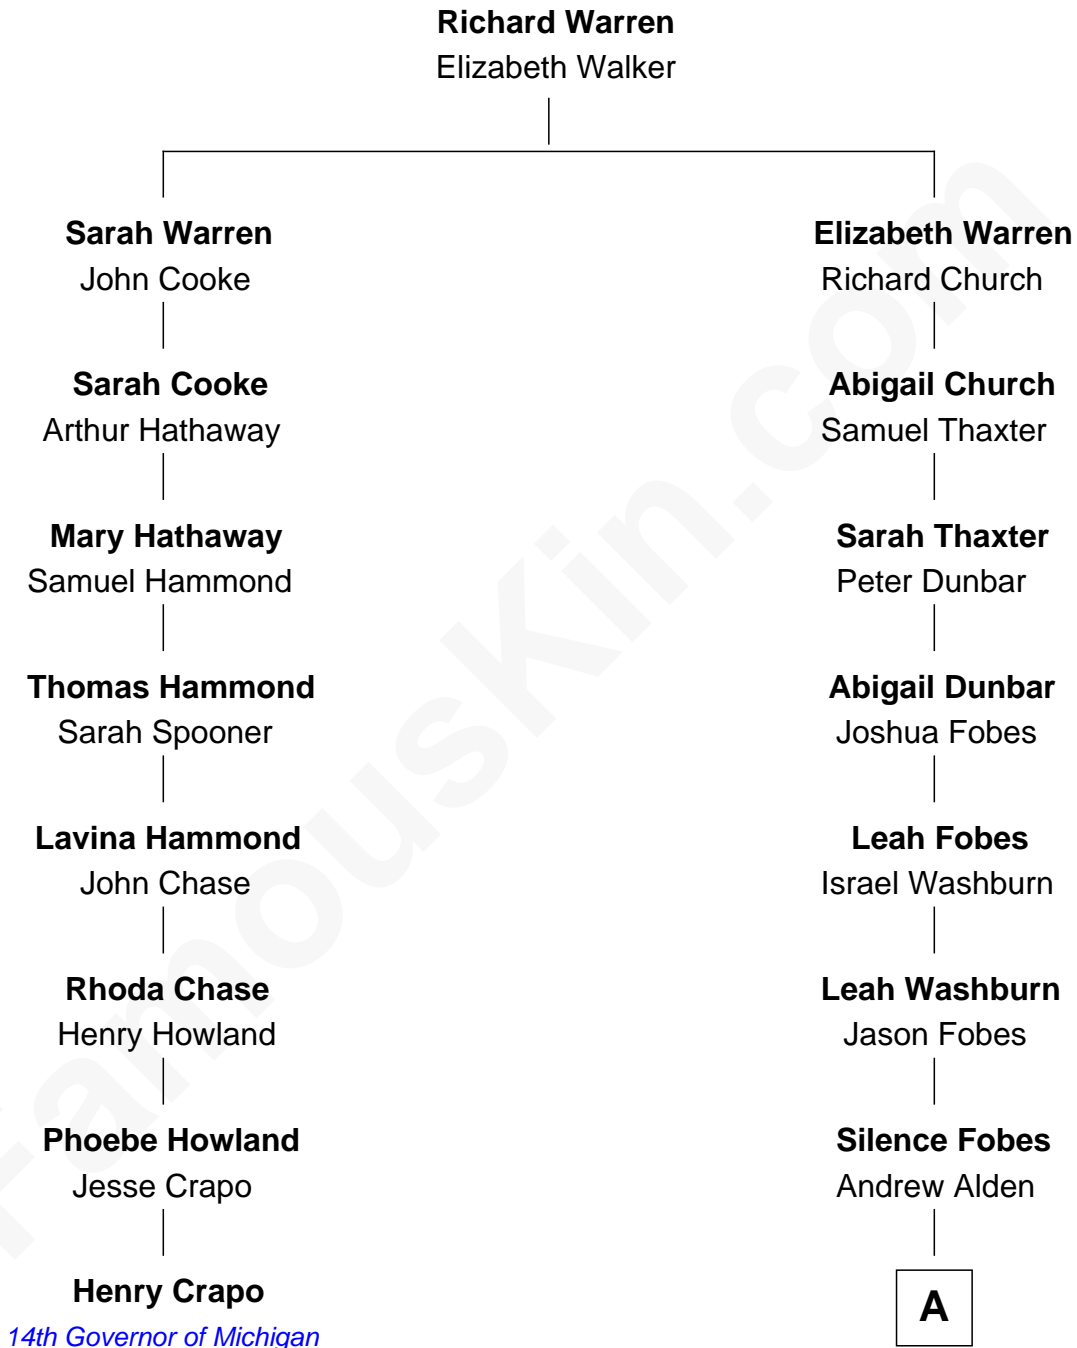 Richard Warren
Elizabeth Walker
Sarah Warren
John Cooke
Elizabeth Warren
Richard Church
Sarah Cooke
Arthur Hathaway
Abigail Church
Samuel Thaxter
Mary Hathaway
Samuel Hammond
Sarah Thaxter
Peter Dunbar
Thomas Hammond
Sarah Spooner
Abigail Dunbar
Joshua Fobes
Lavina Hammond
John Chase
Leah Fobes
Israel Washburn
Rhoda Chase
Henry Howland
Leah Washburn
Jason Fobes
Phoebe Howland
Jesse Crapo
Silence Fobes
Andrew Alden
Henry Crapo
14th Governor of Michigan
A
FamousKin.com